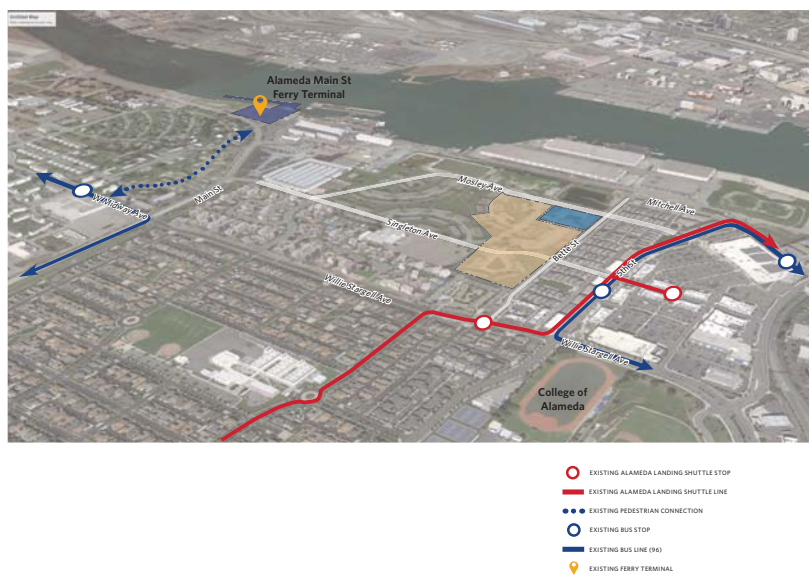 Untitled Map
Alameda Main St
Ferry Terminal
W Midway Ave
Main St
Mosley Ave
Mitchell Ave
Singleton Ave
Bette St
5th St
Willie Stargell Ave
Willie Stargell Ave
College of
Alameda
EXISTING ALAMEDA LANDING SHUTTLE STOP
EXISTING ALAMEDA LANDING SHUTTLE LINE
EXISTING PEDESTRIAN CONNECTION
EXISTING BUS STOP
EXISTING BUS LINE (96)
EXISTING FERRY TERMINAL